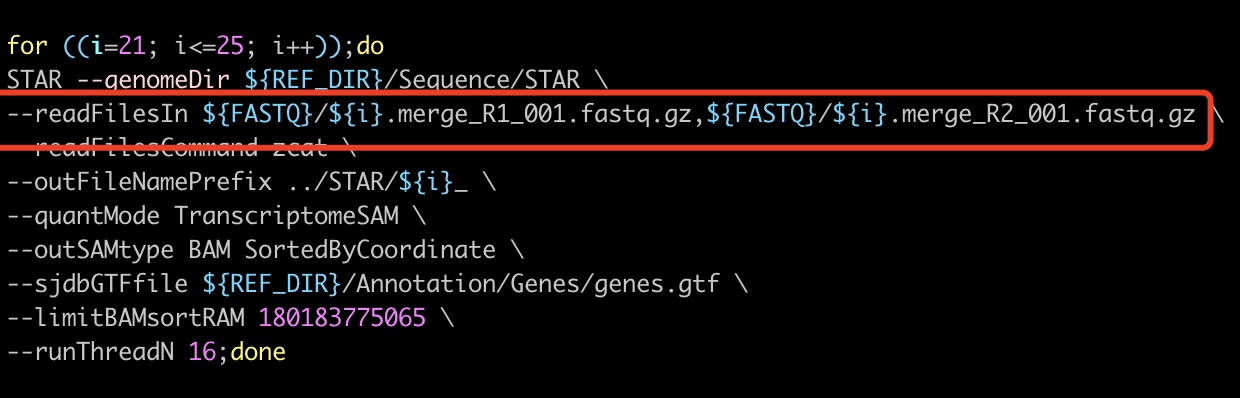 for ((i=21; i<=25; i++));do
STAR --genomeDir ${REF_DIR}/Sequence/STAR \
--readFilesIn ${FASTQ}/${i}.merge_R1_001.fastq.gz,${FASTQ}/${i}.merge_R2_001.fastq.gz \
--readFilesCommand zcat \
--outFileNamePrefix ../STAR/${i}_ \
--quantMode TranscriptomeSAM \
--outSAMtype BAM SortedByCoordinate \
--sjdbGTFfile ${REF_DIR}/Annotation/Genes/genes.gtf \
--limitBAMsortRAM 180183775065 \
--runThreadN 16;done